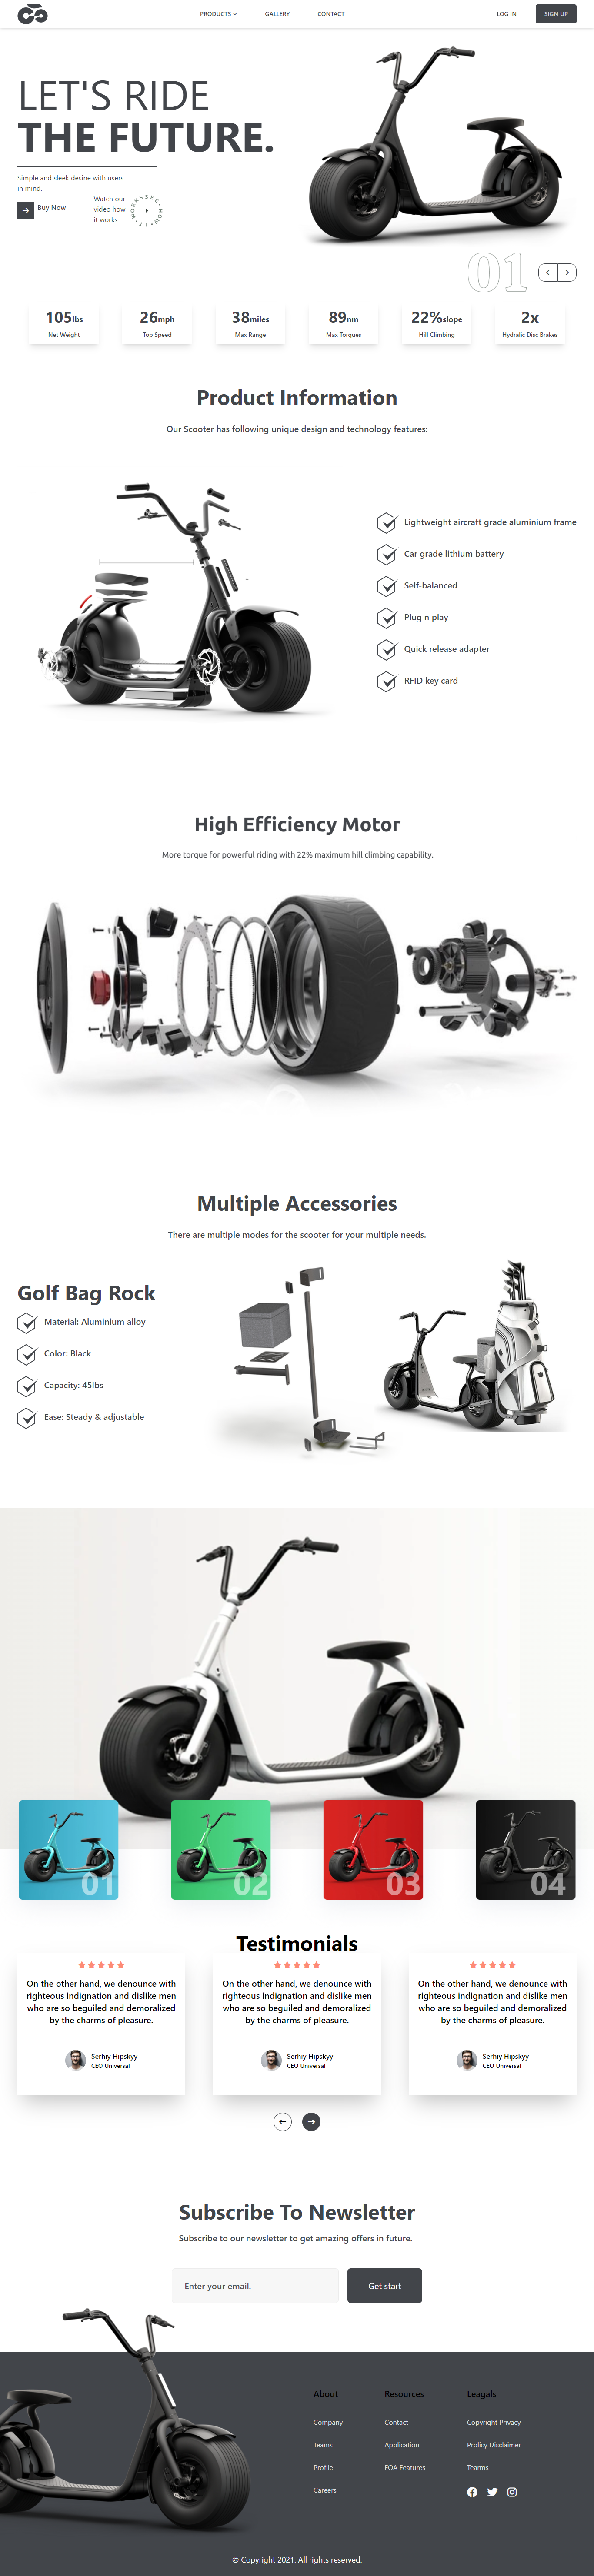 PRODUCTS
GALLERY
CONTACT
LOG IN
SIGN UP
LET'S RIDE
THE FUTURE.
Simple and sleek desine with users
in mind.
Buy Now
Watch our
video how
it works
SEE • HOW • IT • WORKS
01
105lbs
Net Weight
26mph
Top Speed
38miles
Max Range
89nm
Max Torques
22%slope
Hill Climbing
2x
Hydralic Disc Brakes
Product Information
Our Scooter has following unique design and technology features:
Lightweight aircraft grade aluminium frame
Car grade lithium battery
Self-balanced
Plug n play
Quick release adapter
RFID key card
High Efficiency Motor
More torque for powerful riding with 22% maximum hill climbing capability.
Multiple Accessories
There are multiple modes for the scooter for your multiple needs.
Golf Bag Rock
Material: Aluminium alloy
Color: Black
Capacity: 45lbs
Ease: Steady & adjustable
01
02
03
04
Testimonials
On the other hand, we denounce with
righteous indignation and dislike men
who are so beguiled and demoralized
by the charms of pleasure.
Serhiy Hipskyy
CEO Universal
On the other hand, we denounce with
righteous indignation and dislike men
who are so beguiled and demoralized
by the charms of pleasure.
Serhiy Hipskyy
CEO Universal
On the other hand, we denounce with
righteous indignation and dislike men
who are so beguiled and demoralized
by the charms of pleasure.
Serhiy Hipskyy
CEO Universal
Subscribe To Newsletter
Subscribe to our newsletter to get amazing offers in future.
Enter your email.
Get start
About
Company
Teams
Profile
Careers
Resources
Contact
Application
FQA Features
Leagals
Copyright Privacy
Prolicy Disclaimer
Tearms
© Copyright 2021. All rights reserved.